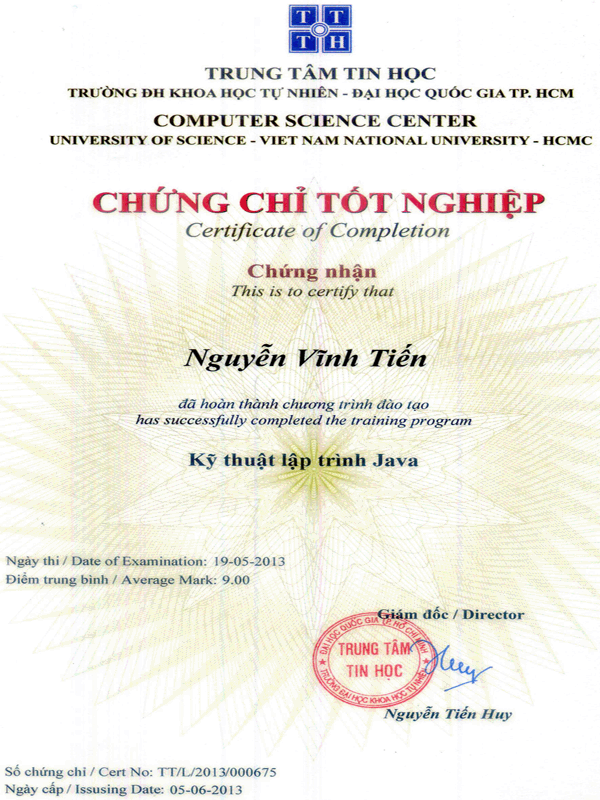 T T
T H
TRUNG TÂM TIN HỌC
TRƯỜNG ĐH KHOA HỌC TỰ NHIÊN - ĐẠI HỌC QUỐC GIA TP. HCM
COMPUTER SCIENCE CENTER
UNIVERSITY OF SCIENCE - VIET NAM NATIONAL UNIVERSITY - HCMC
CHỨNG CHỈ TỐT NGHIỆP
Certificate of Completion
Chứng nhận
This is to certify that
Nguyễn Vĩnh Tiến
đã hoàn thành chương trình đào tạo
has successfully completed the training program
Kỹ thuật lập trình Java
Ngày thi / Date of Examination: 19-05-2013
Điểm trung bình / Average Mark: 9.00
Giám đốc / Director
ĐẠI HỌC QUỐC GIA TP. HỒ CHÍ MINH
TRUNG TÂM
TIN HỌC
TRƯỜNG ĐẠI HỌC KHOA HỌC TỰ NHIÊN
Nguyễn Tiến Huy
Số chứng chỉ / Cert No: TT/L/2013/000675
Ngày cấp / Issusing Date: 05-06-2013